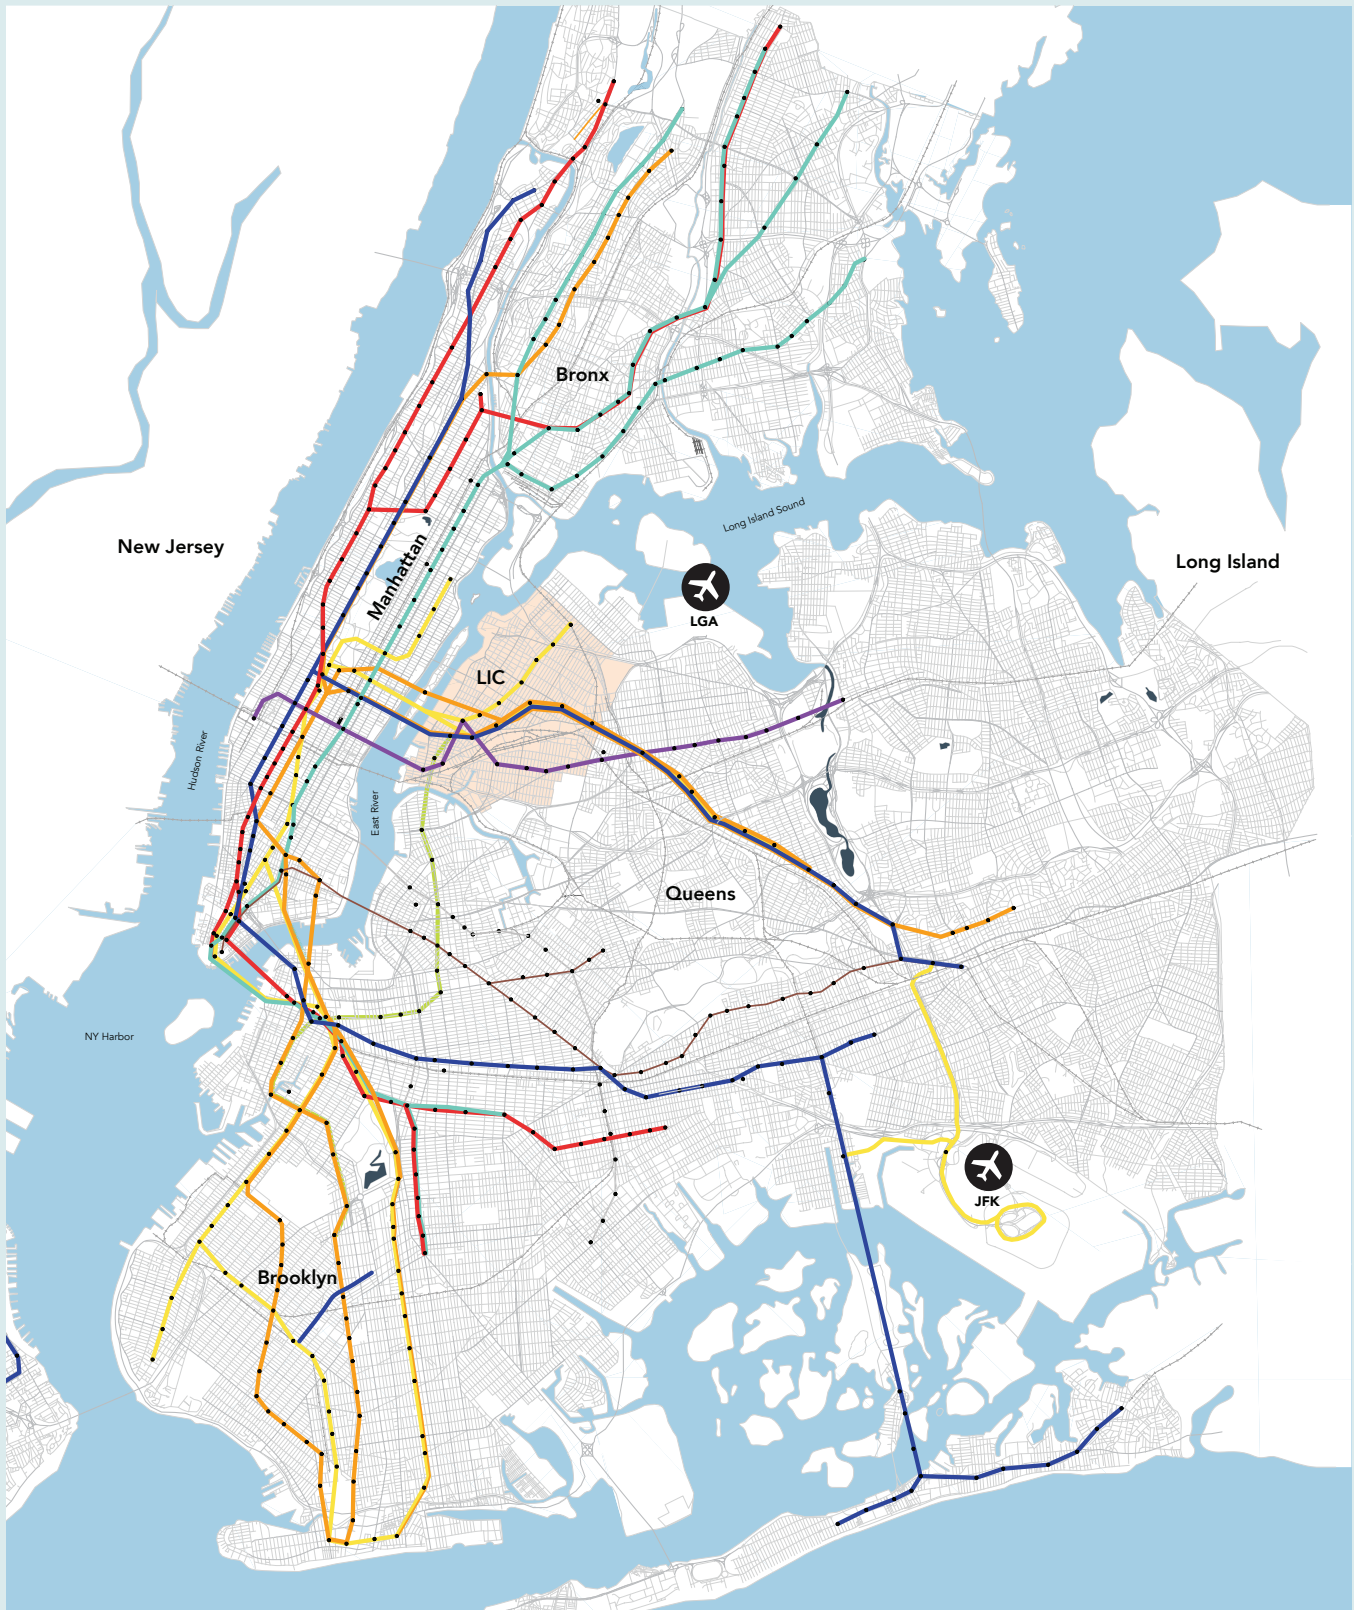 Bronx
Long Island Sound
New Jersey
Manhattan
Long Island
LGA
LIC
Hudson River
East River
Queens
NY Harbor
JFK
Brooklyn